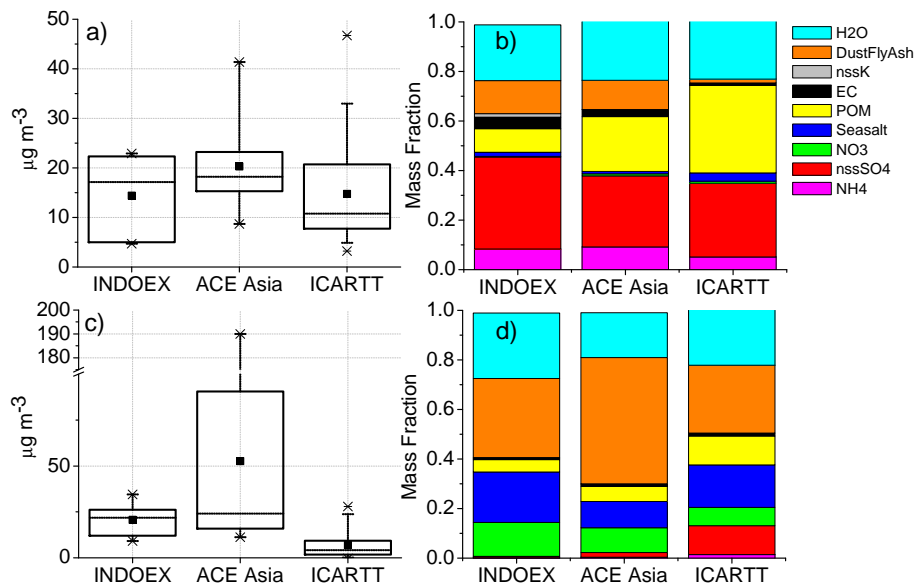 a)
50
40
30
20
10
0
µg m-3
INDOEX ACE Asia ICARTT
b)
1.0
0.8
0.6
0.4
0.2
0.0
Mass Fraction
INDOEX ACE Asia ICARTT
H2O
DustFlyAsh
nssK
EC
POM
Seasalt
NO3
nssSO4
NH4
c)
200
190
180
50
0
µg m-3
INDOEX ACE Asia ICARTT
d)
1.0
0.8
0.6
0.4
0.2
0.0
Mass Fraction
INDOEX ACE Asia ICARTT